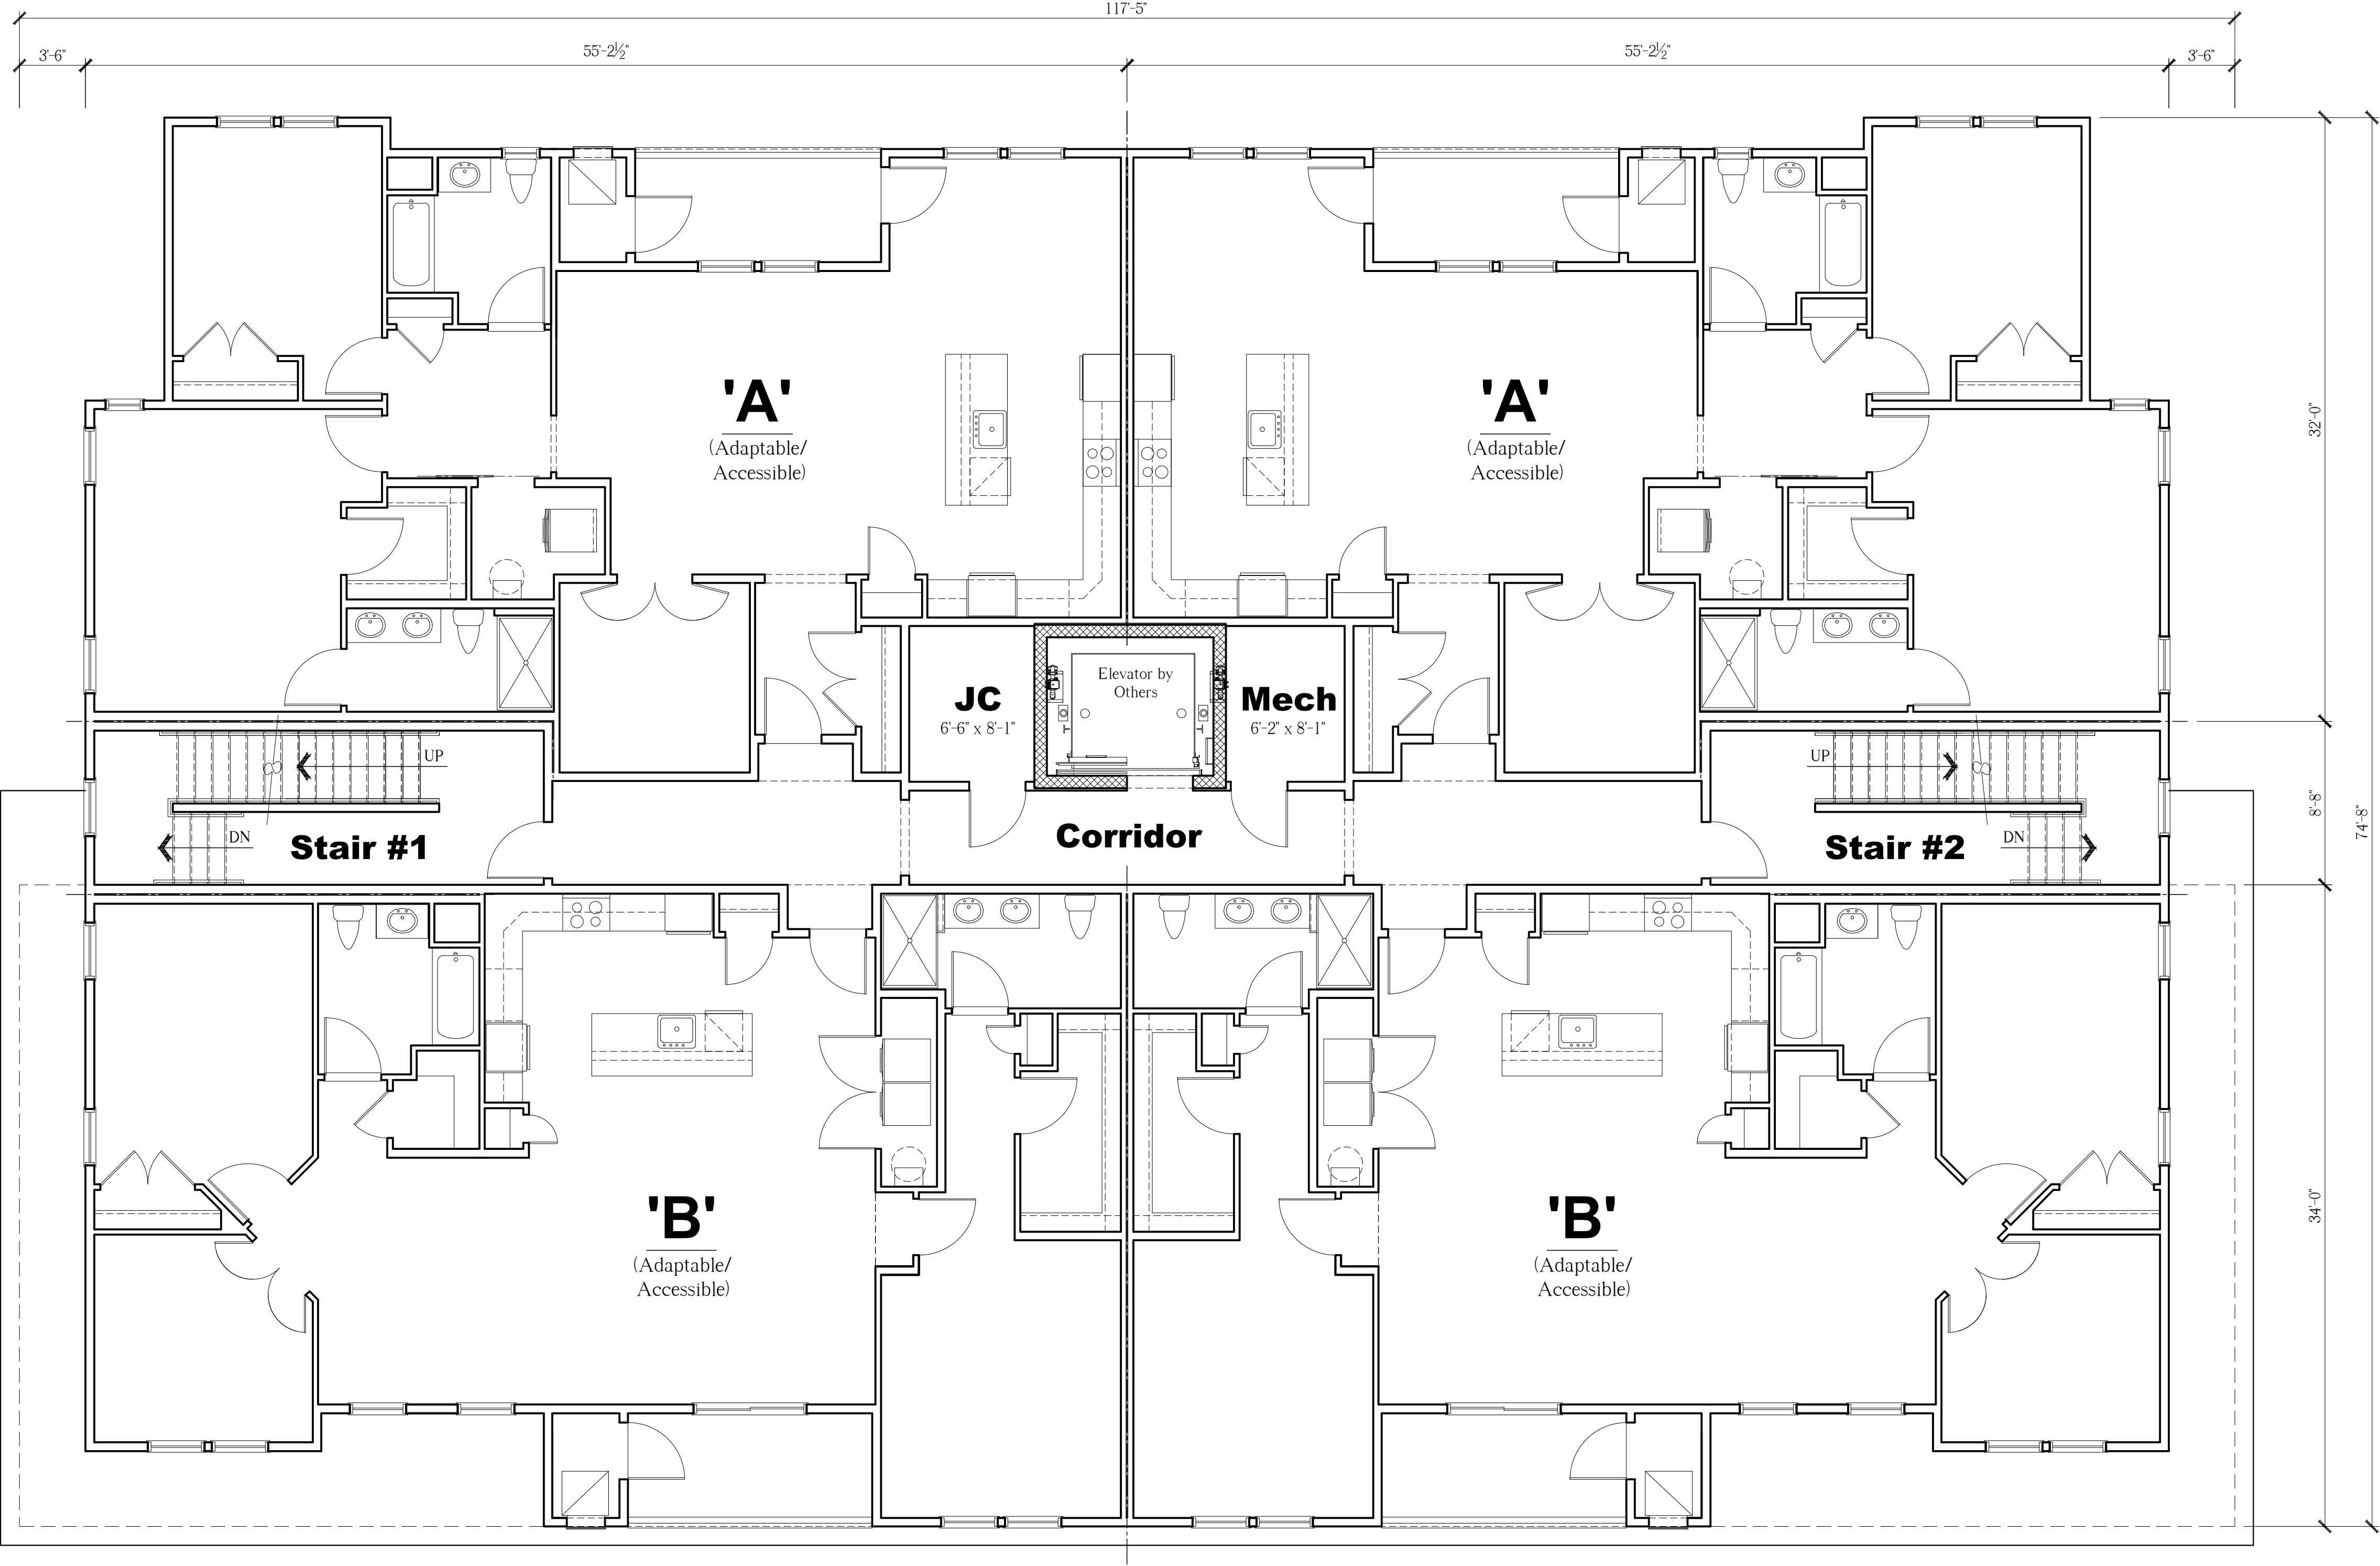 117'-5"
3'-6"
55'-2½"
55'-2½"
3'-6"
'A'
(Adaptable/
Accessible)
'A'
(Adaptable/
Accessible)
32'-0"
JC
6'-6" x 8'-1"
Elevator by
Others
Mech
6'-2" x 8'-1"
UP
UP
DN
Stair #1
Corridor
Stair #2
DN
8'-8"
74'-8"
'B'
(Adaptable/
Accessible)
'B'
(Adaptable/
Accessible)
34'-0"